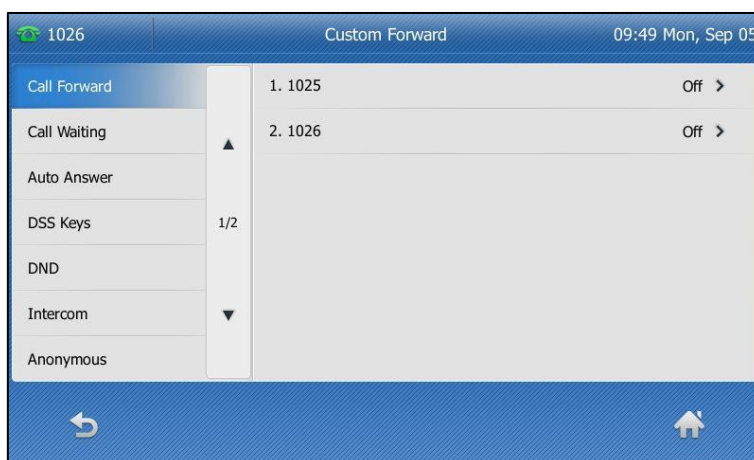 1026 Custom Forward 09:49 Mon, Sep 05
Call Forward
Call Waiting
Auto Answer
DSS Keys
DND
Intercom
Anonymous
1/2
1. 1025 Off
2. 1026 Off